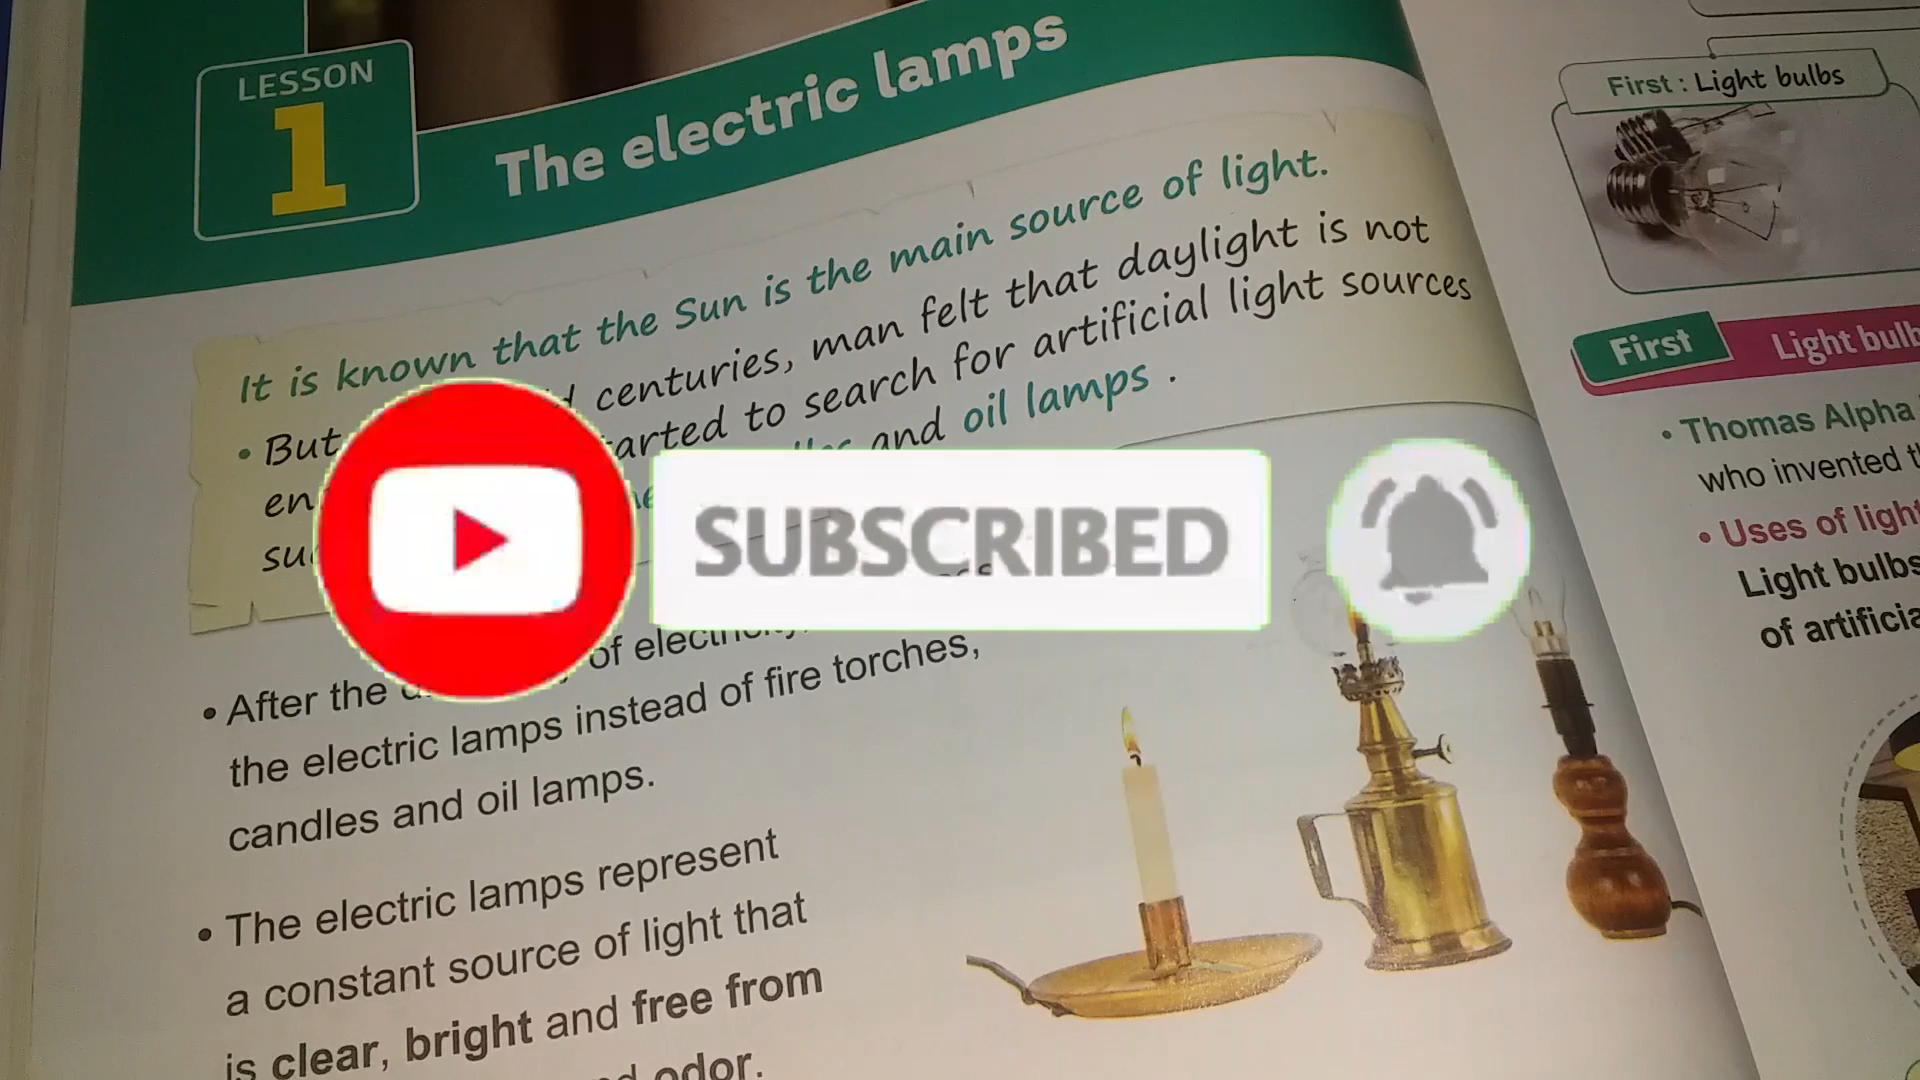 LESSON
1
The electric lamps
It is known that the Sun is the main source of light.
• But centuries, man felt that daylight is not
to search for artificial light sources
and oil lamps .
SUBSCRIBED
• After the of electricity,
the electric lamps instead of fire torches,
candles and oil lamps.
• The electric lamps represent
a constant source of light that
is clear, bright and free from
odor.
First : Light bulbs
First Light bulb
• Thomas Alpha
who invented
• Uses of light
Light bulbs
of artificia